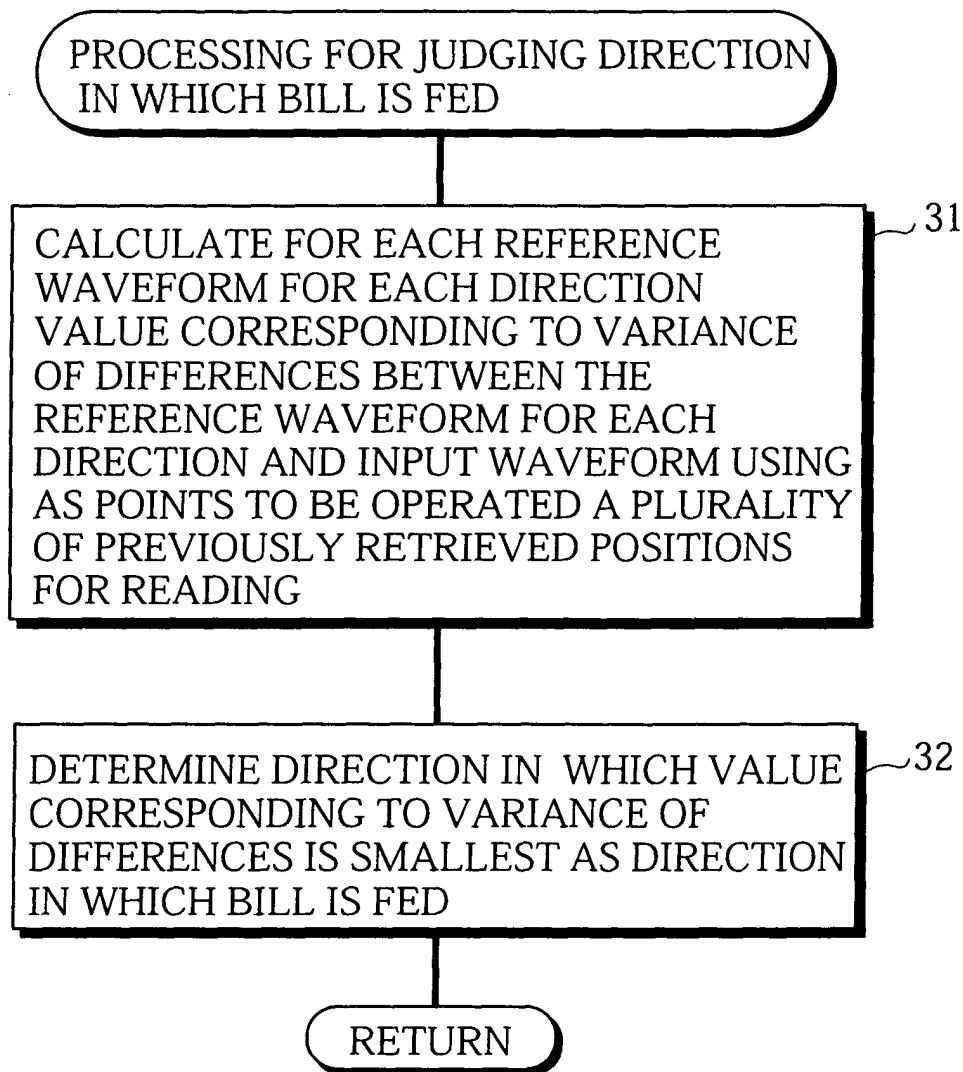 PROCESSING FOR JUDGING DIRECTION
IN WHICH BILL IS FED
31
CALCULATE FOR EACH REFERENCE
WAVEFORM FOR EACH DIRECTION
VALUE CORRESPONDING TO VARIANCE
OF DIFFERENCES BETWEEN THE
REFERENCE WAVEFORM FOR EACH
DIRECTION AND INPUT WAVEFORM USING
AS POINTS TO BE OPERATED A PLURALITY
OF PREVIOUSLY RETRIEVED POSITIONS
FOR READING
32
DETERMINE DIRECTION IN WHICH VALUE
CORRESPONDING TO VARIANCE OF
DIFFERENCES IS SMALLEST AS DIRECTION
IN WHICH BILL IS FED
RETURN